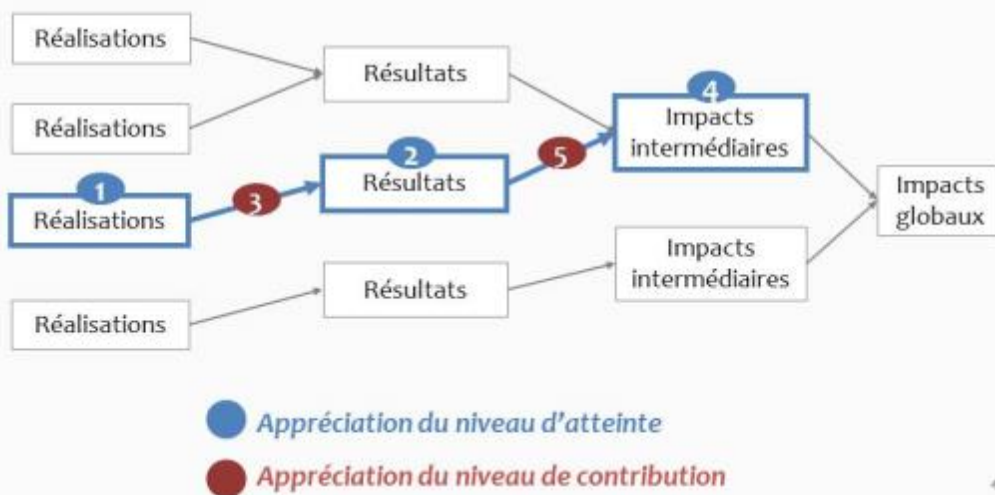 Réalisations
Réalisations
1
Réalisations
Réalisations
3
Résultats
2
Résultats
Résultats
5
4
Impacts
intermédiaires
Impacts
intermédiaires
Impacts
globaux
Appréciation du niveau d'atteinte
Appréciation du niveau de contribution